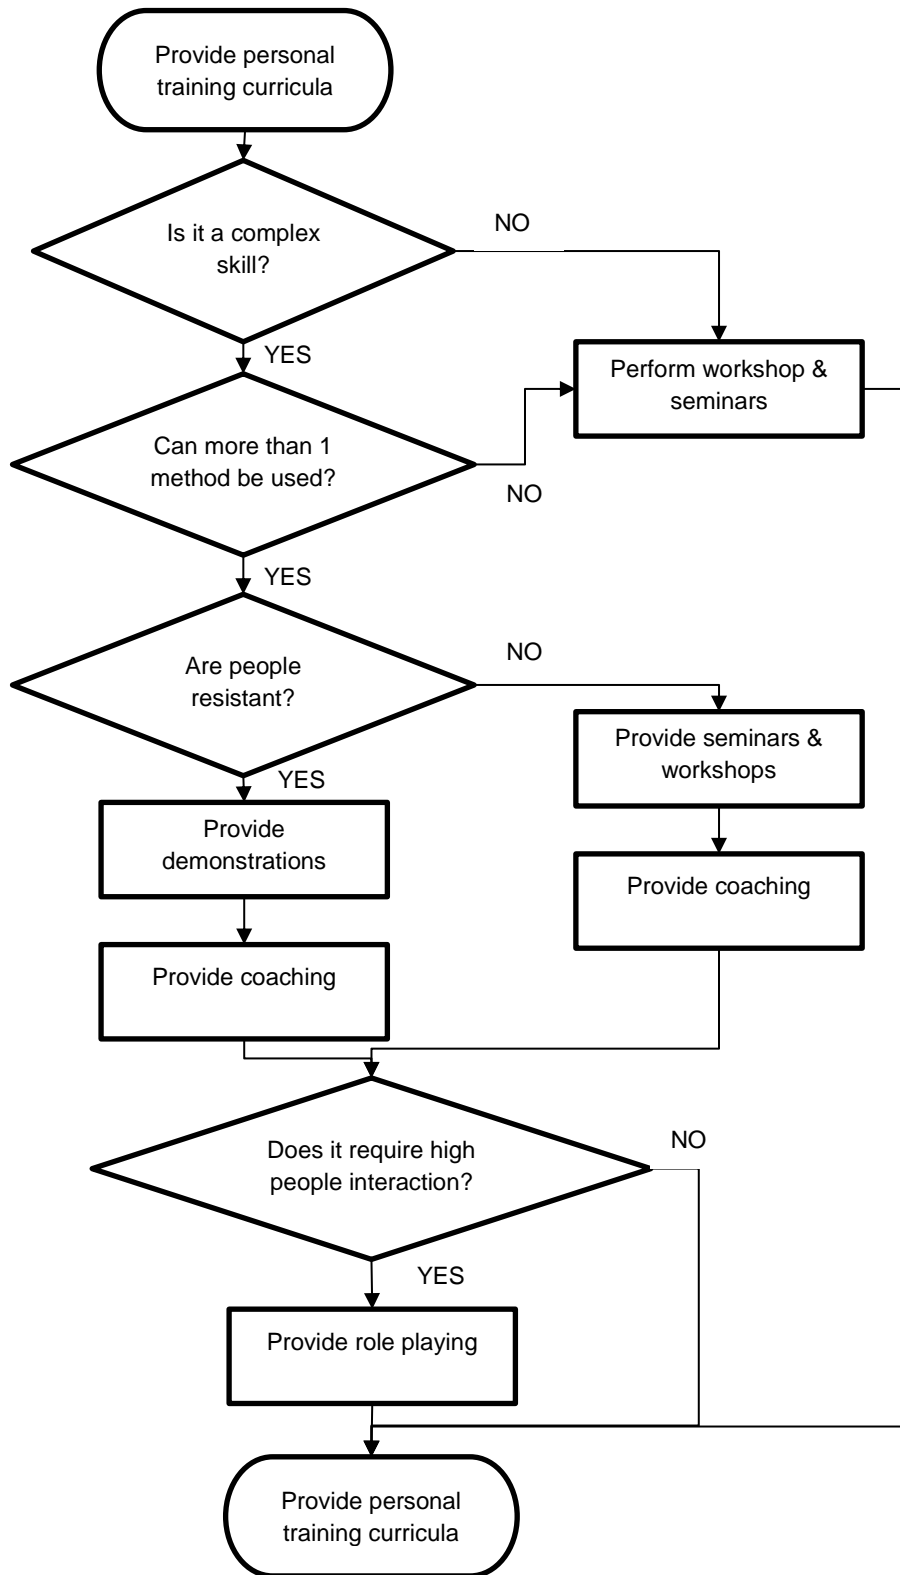 Provide personal
training curricula
Is it a complex
skill?
NO
YES
Perform workshop &
seminars
Can more than 1
method be used?
NO
YES
Are people
resistant?
NO
YES
Provide seminars &
workshops
Provide
demonstrations
Provide coaching
Provide coaching
Does it require high
people interaction?
NO
YES
Provide role playing
Provide personal
training curricula